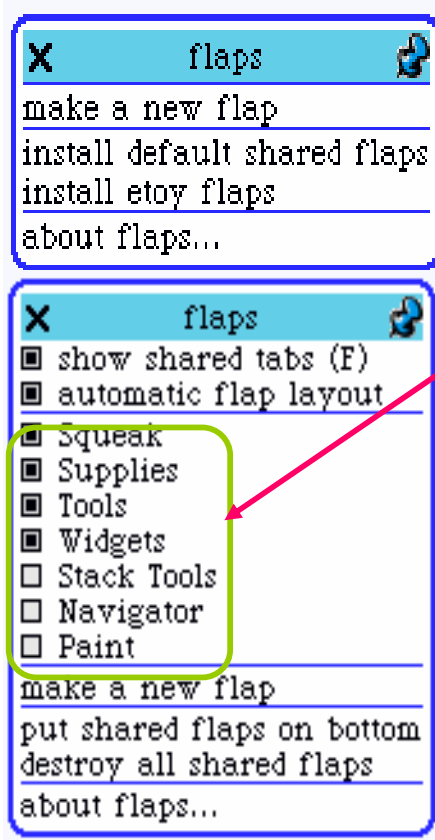 flaps
make a new flap
install default shared flaps
install etoy flaps
about flaps...
flaps
show shared tabs (F)
automatic flap layout
Squeak
Supplies
Tools
Widgets
Stack Tools
Navigator
Paint
make a new flap
put shared flaps on bottom
destroy all shared flaps
about flaps...